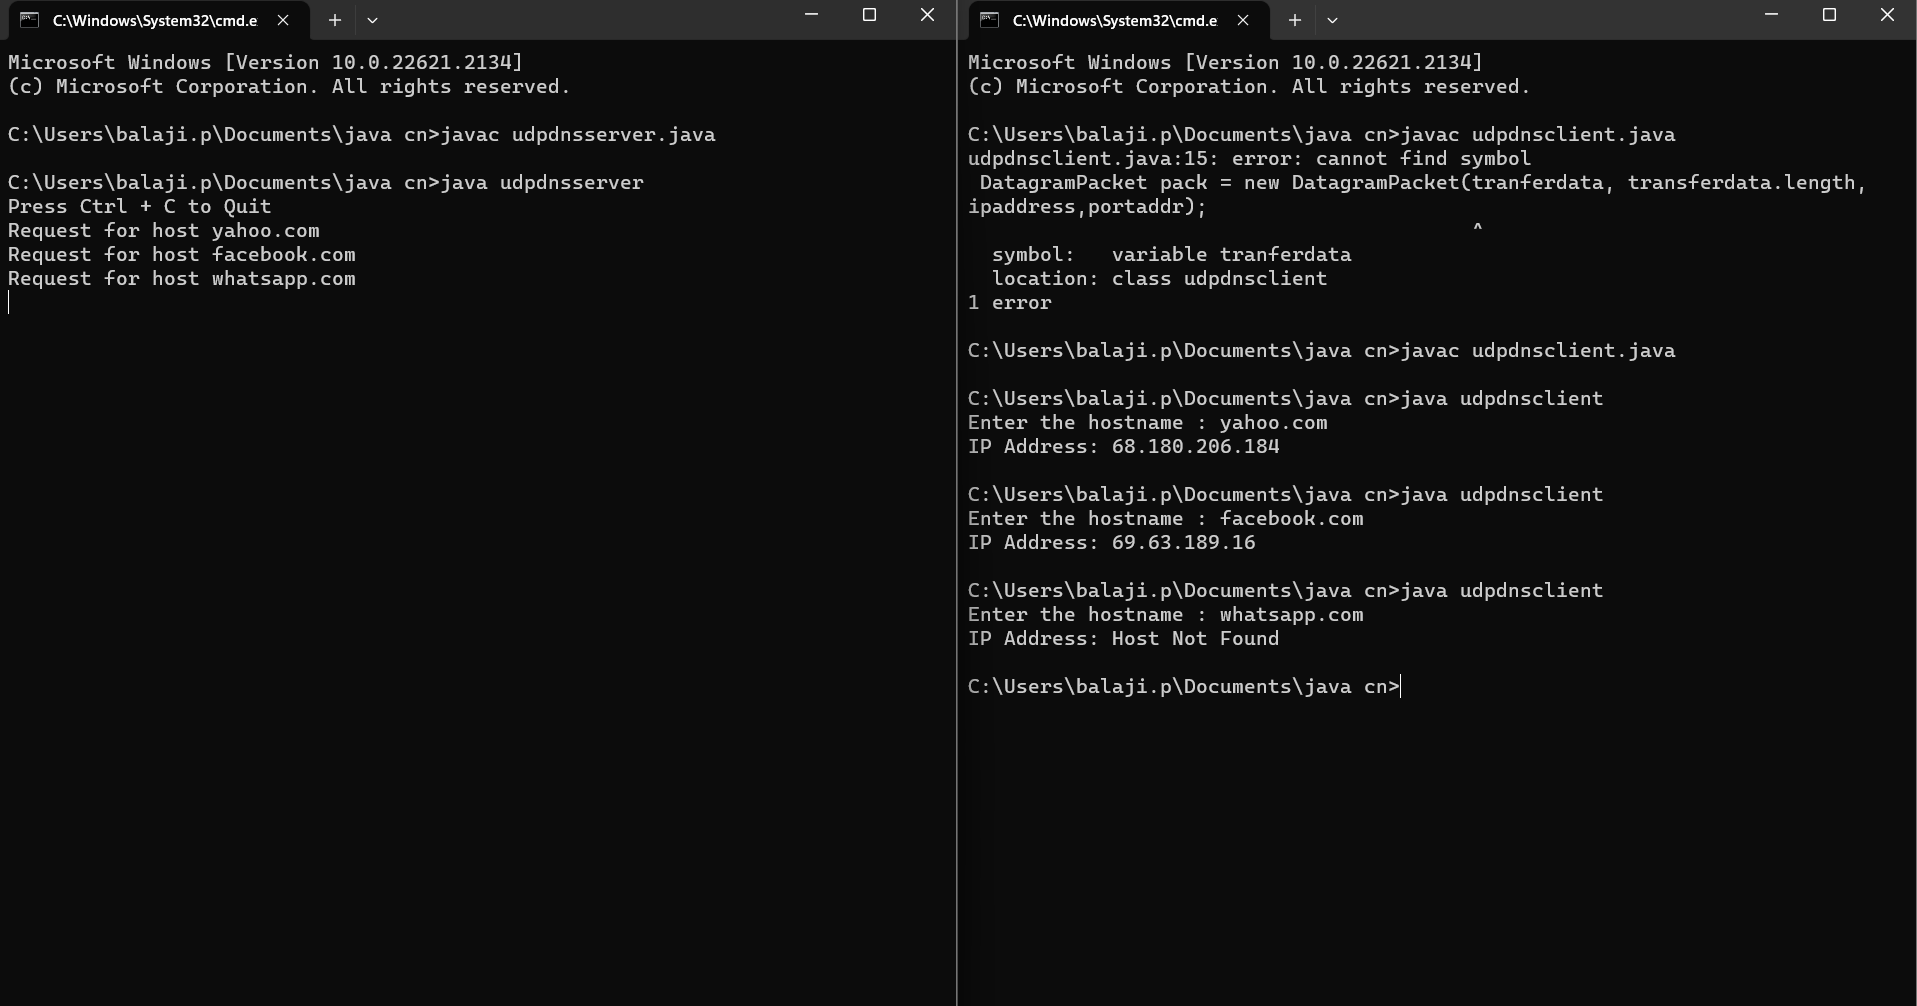 C:\Windows\System32\cmd.e
Microsoft Windows [Version 10.0.22621.2134]
(c) Microsoft Corporation. All rights reserved.
C:\Users\balaji.p\Documents\java cn>javac udpdnsserver.java
C:\Users\balaji.p\Documents\java cn>java udpdnsserver
Press Ctrl + C to Quit
Request for host yahoo.com
Request for host facebook.com
Request for host whatsapp.com
C:\Windows\System32\cmd.e
Microsoft Windows [Version 10.0.22621.2134]
(c) Microsoft Corporation. All rights reserved.
C:\Users\balaji.p\Documents\java cn>javac udpdnsclient.java
udpdnsclient.java:15: error: cannot find symbol
 DatagramPacket pack = new DatagramPacket(tranferdata, transferdata.length,
ipaddress,portaddr);
                                          ^
  symbol:   variable tranferdata
  location: class udpdnsclient
1 error
C:\Users\balaji.p\Documents\java cn>javac udpdnsclient.java
C:\Users\balaji.p\Documents\java cn>java udpdnsclient
Enter the hostname : yahoo.com
IP Address: 68.180.206.184
C:\Users\balaji.p\Documents\java cn>java udpdnsclient
Enter the hostname : facebook.com
IP Address: 69.63.189.16
C:\Users\balaji.p\Documents\java cn>java udpdnsclient
Enter the hostname : whatsapp.com
IP Address: Host Not Found
C:\Users\balaji.p\Documents\java cn>